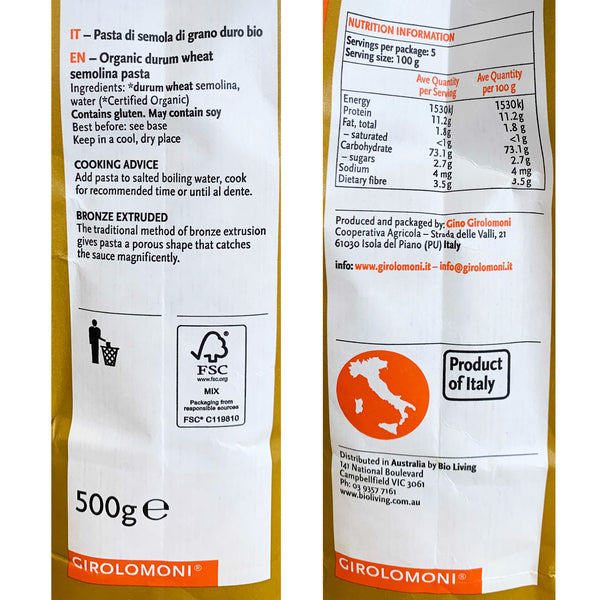 IT – Pasta di semola di grano duro bio
EN – Organic durum wheat
semolina pasta
Ingredients: *durum wheat semolina,
water (*Certified Organic)
Contains gluten. May contain soy
Best before: see base
Keep in a cool, dry place
COOKING ADVICE
Add pasta to salted boiling water, cook
for recommended time or until al dente.
BRONZE EXTRUDED
The traditional method of bronze extrusion
gives pasta a porous shape that catches
the sauce magnificently.
FSC
www.fsc.org
MIX
Packaging from
responsible sources
FSC® C119810
500g ℮
GIROLOMONI®
NUTRITION INFORMATION
Servings per package: 5
Serving size: 100 g
Ave Quantity per Serving Ave Quantity per 100 g
Energy 1530kJ 1530kJ
Protein 11.2g 11.2g
Fat, total 1.8g 1.8 g
– saturated <1g <1g
Carbohydrate 73.1g 73.1 g
– sugars 2.7g 2.7g
Sodium 4 mg 4 mg
Dietary fibre 3.5g 3.5g
Produced and packaged by: Gino Girolomoni
Cooperativa Agricola – Strada delle Valli, 21
61030 Isola del Piano (PU) Italy
info: www.girolomoni.it – info@girolomoni.it
Product
of Italy
Distributed in Australia by Bio Living
141 National Boulevard
Campbellfield VIC 3061
Ph: 03 9357 7161
www.bioliving.com.au
GIROLOMONI®